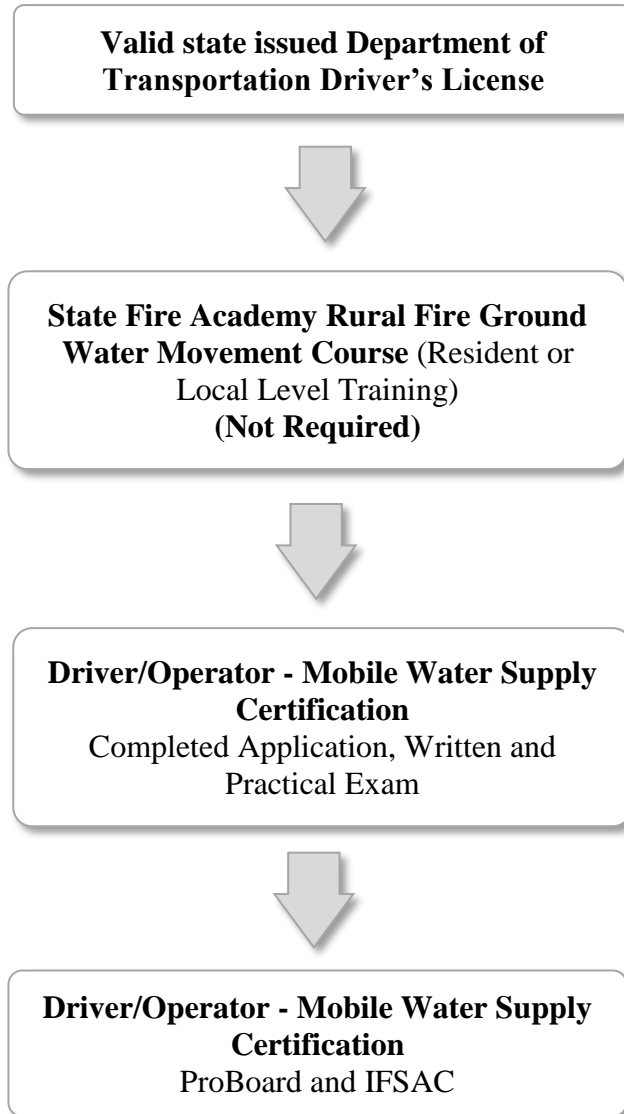 Valid state issued Department of
Transportation Driver’s License
State Fire Academy Rural Fire Ground
Water Movement Course (Resident or
Local Level Training)
(Not Required)
Driver/Operator - Mobile Water Supply
Certification
Completed Application, Written and
Practical Exam
Driver/Operator - Mobile Water Supply
Certification
ProBoard and IFSAC